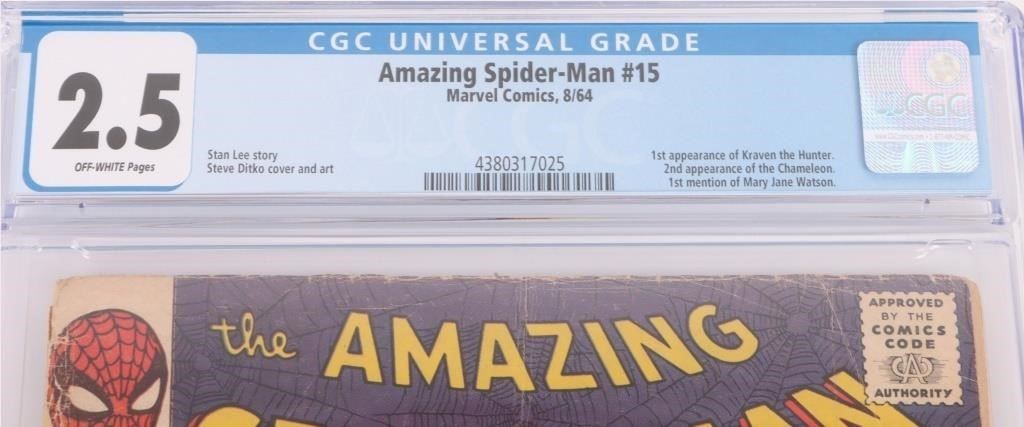 CGC UNIVERSAL GRADE
2.5
OFF-WHITE Pages
Amazing Spider-Man #15
Marvel Comics, 8/64
Stan Lee story
Steve Ditko cover and art
4380317025
1st appearance of Kraven the Hunter.
2nd appearance of the Chameleon.
1st mention of Mary Jane Watson.
CGC
CGC
the AMAZING
APPROVED
BY THE
COMICS
CODE
CA
AUTHORITY